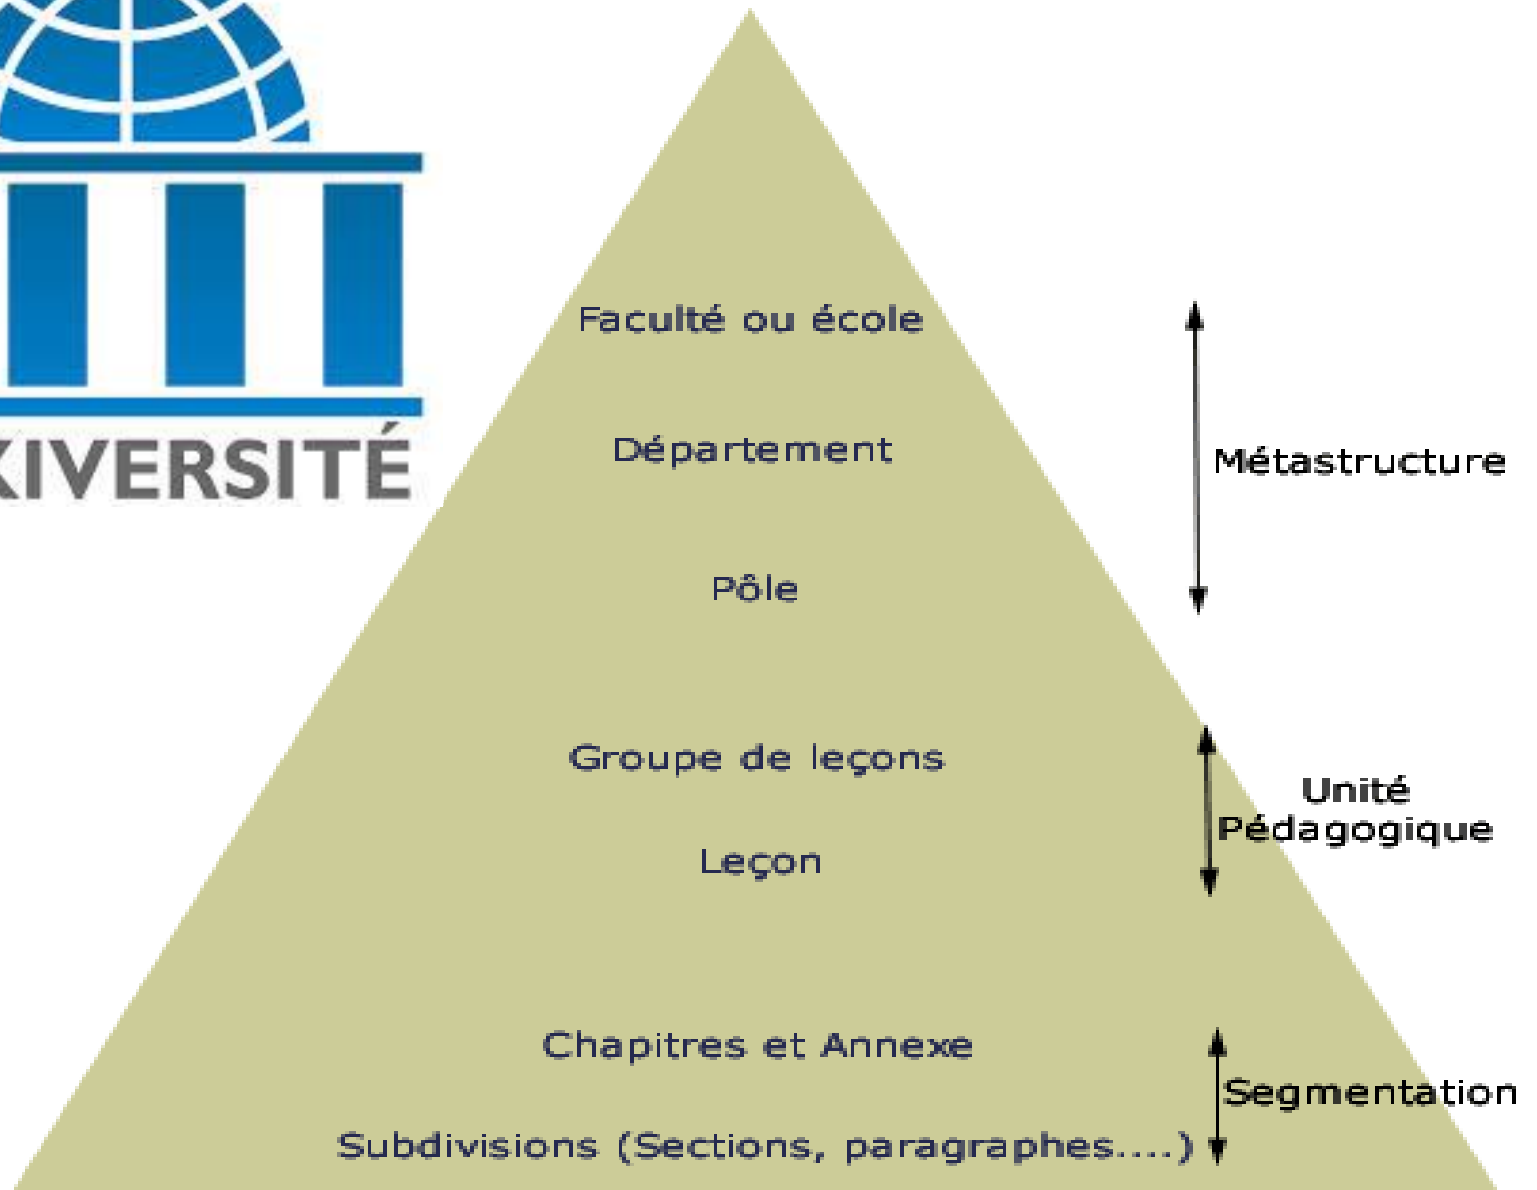 KIVERSITÉ
Faculté ou école
Département
Métastructure
Pôle
Groupe de leçons
Unité
Pédagogique
Leçon
Chapitres et Annexe
Segmentation
Subdivisions (Sections, paragraphes....)